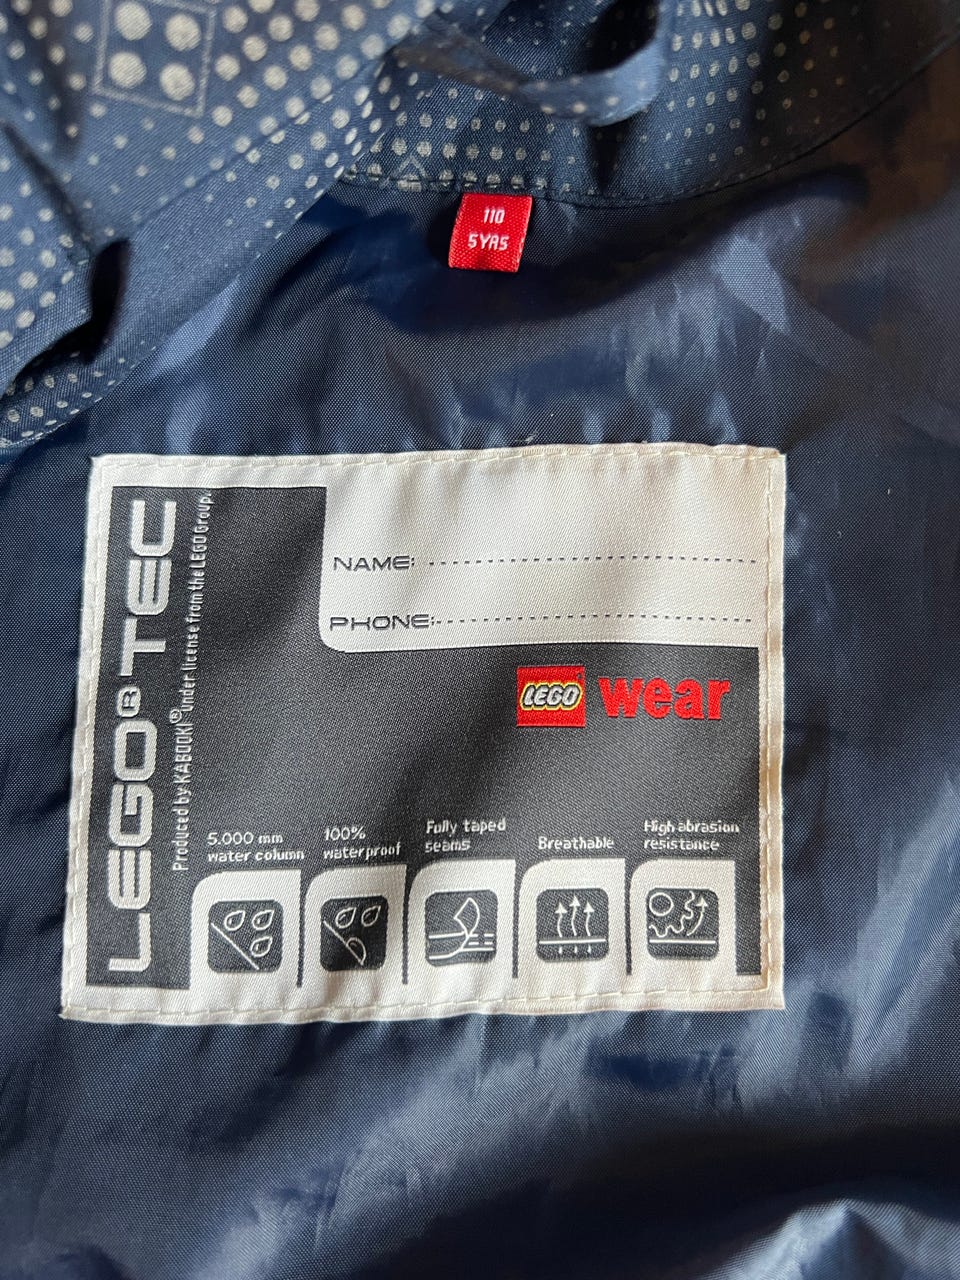 110
5YRS
LEGO® TEC
Produced by KABOOKI® under license from the LEGO Group.
NAME:
PHONE:
LEGO wear
5.000 mm
water column
100%
waterproof
Fully taped
seams
Breathable
High abrasion
resistance